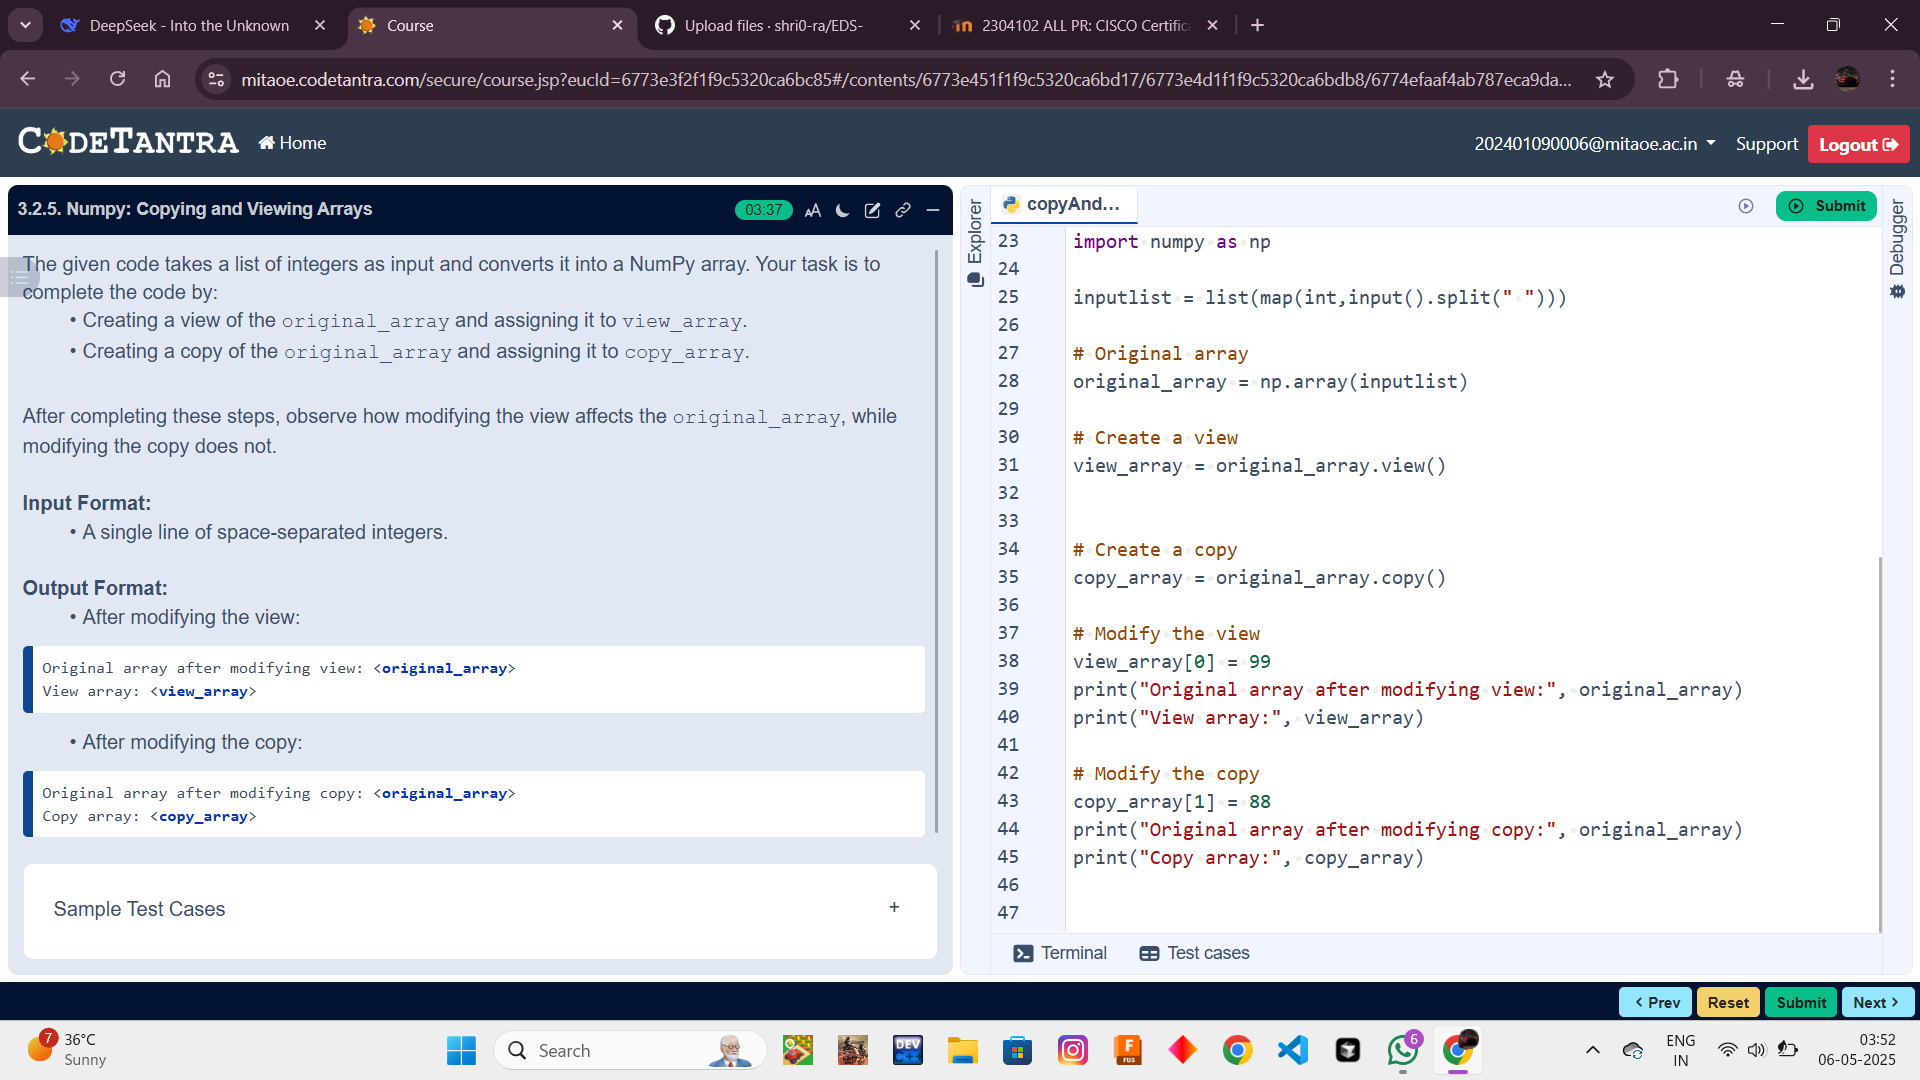 DeepSeek - Into the Unknown
Course
Upload files · shri0-ra/EDS-
2304102 ALL PR: CISCO Certific
mitaoe.codetantra.com/secure/course.jsp?eucId=6773e3f2f1f9c5320ca6bc85#/contents/6773e451f1f9c5320ca6bd17/6773e4d1f1f9c5320ca6bdb8/6774efaaf4ab787eca9da...
CODETANTRA
Home
202401090006@mitaoe.ac.in
Support
Logout
3.2.5. Numpy: Copying and Viewing Arrays
03:37
AA
The given code takes a list of integers as input and converts it into a NumPy array. Your task is to
complete the code by:
• Creating a view of the original_array and assigning it to view_array.
• Creating a copy of the original_array and assigning it to copy_array.
After completing these steps, observe how modifying the view affects the original_array, while
modifying the copy does not.
Input Format:
• A single line of space-separated integers.
Output Format:
• After modifying the view:
Original array after modifying view: <original_array>
View array: <view_array>
• After modifying the copy:
Original array after modifying copy: <original_array>
Copy array: <copy_array>
Sample Test Cases
+
Explorer
copyAnd...
Submit
Debugger
23 import numpy as np
24
25 inputlist = list(map(int,input().split(" ")))
26
27 # Original array
28 original_array = np.array(inputlist)
29
30 # Create a view
31 view_array = original_array.view()
32
33
34 # Create a copy
35 copy_array = original_array.copy()
36
37 # Modify the view
38 view_array[0] = 99
39 print("Original array after modifying view:", original_array)
40 print("View array:", view_array)
41
42 # Modify the copy
43 copy_array[1] = 88
44 print("Original array after modifying copy:", original_array)
45 print("Copy array:", copy_array)
46
47
Terminal
Test cases
< Prev
Reset
Submit
Next >
7
36°C
Sunny
Search
DEV
F
FUS
6
ENG
IN
03:52
06-05-2025